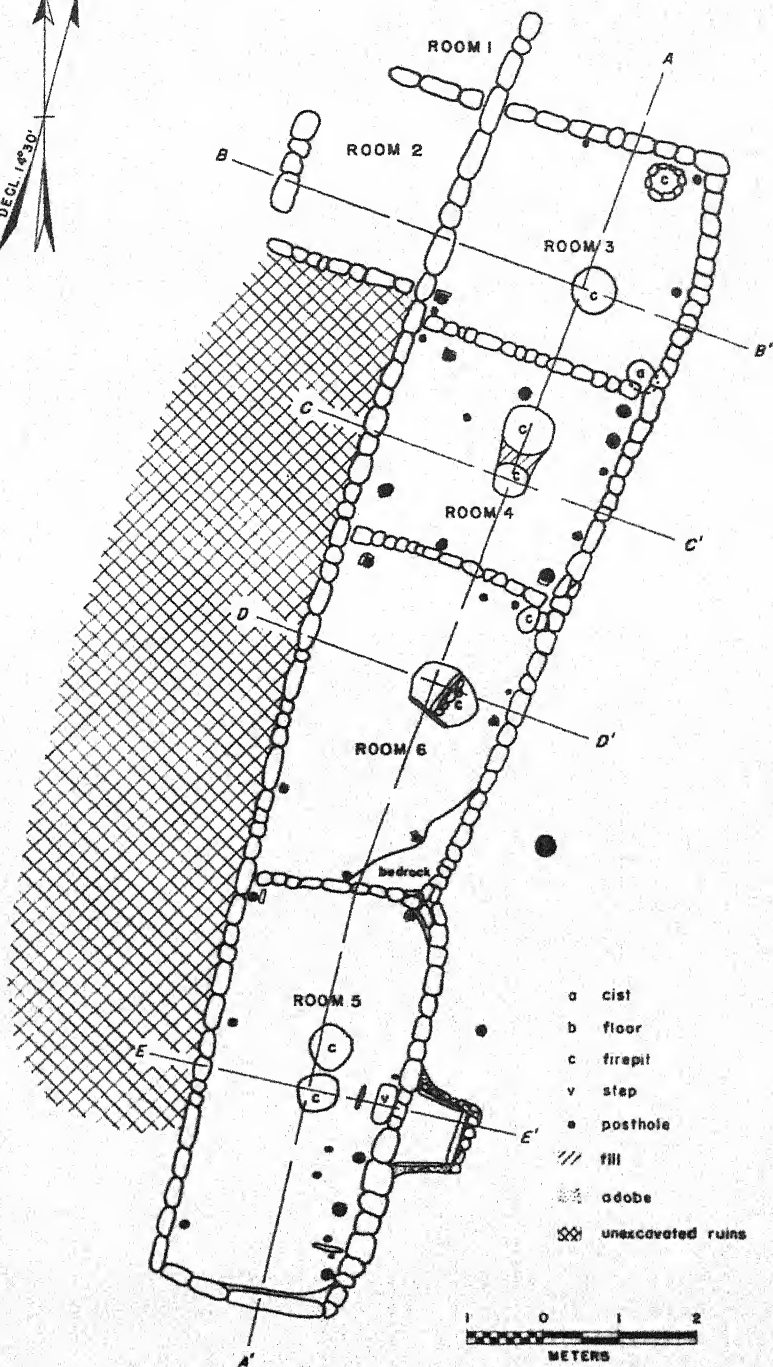 DECL. 14°30'
ROOM 1
A
ROOM 2
B
c
ROOM 3
c
B'
a
C
c
c
ROOM 4
C'
c
D
c
D'
ROOM 6
bedrock
ROOM 5
c
E
c
v
E'
A'
a cist
b floor
c firepit
v step
posthole
fill
adobe
unexcavated ruins
1 0 1 2
METERS